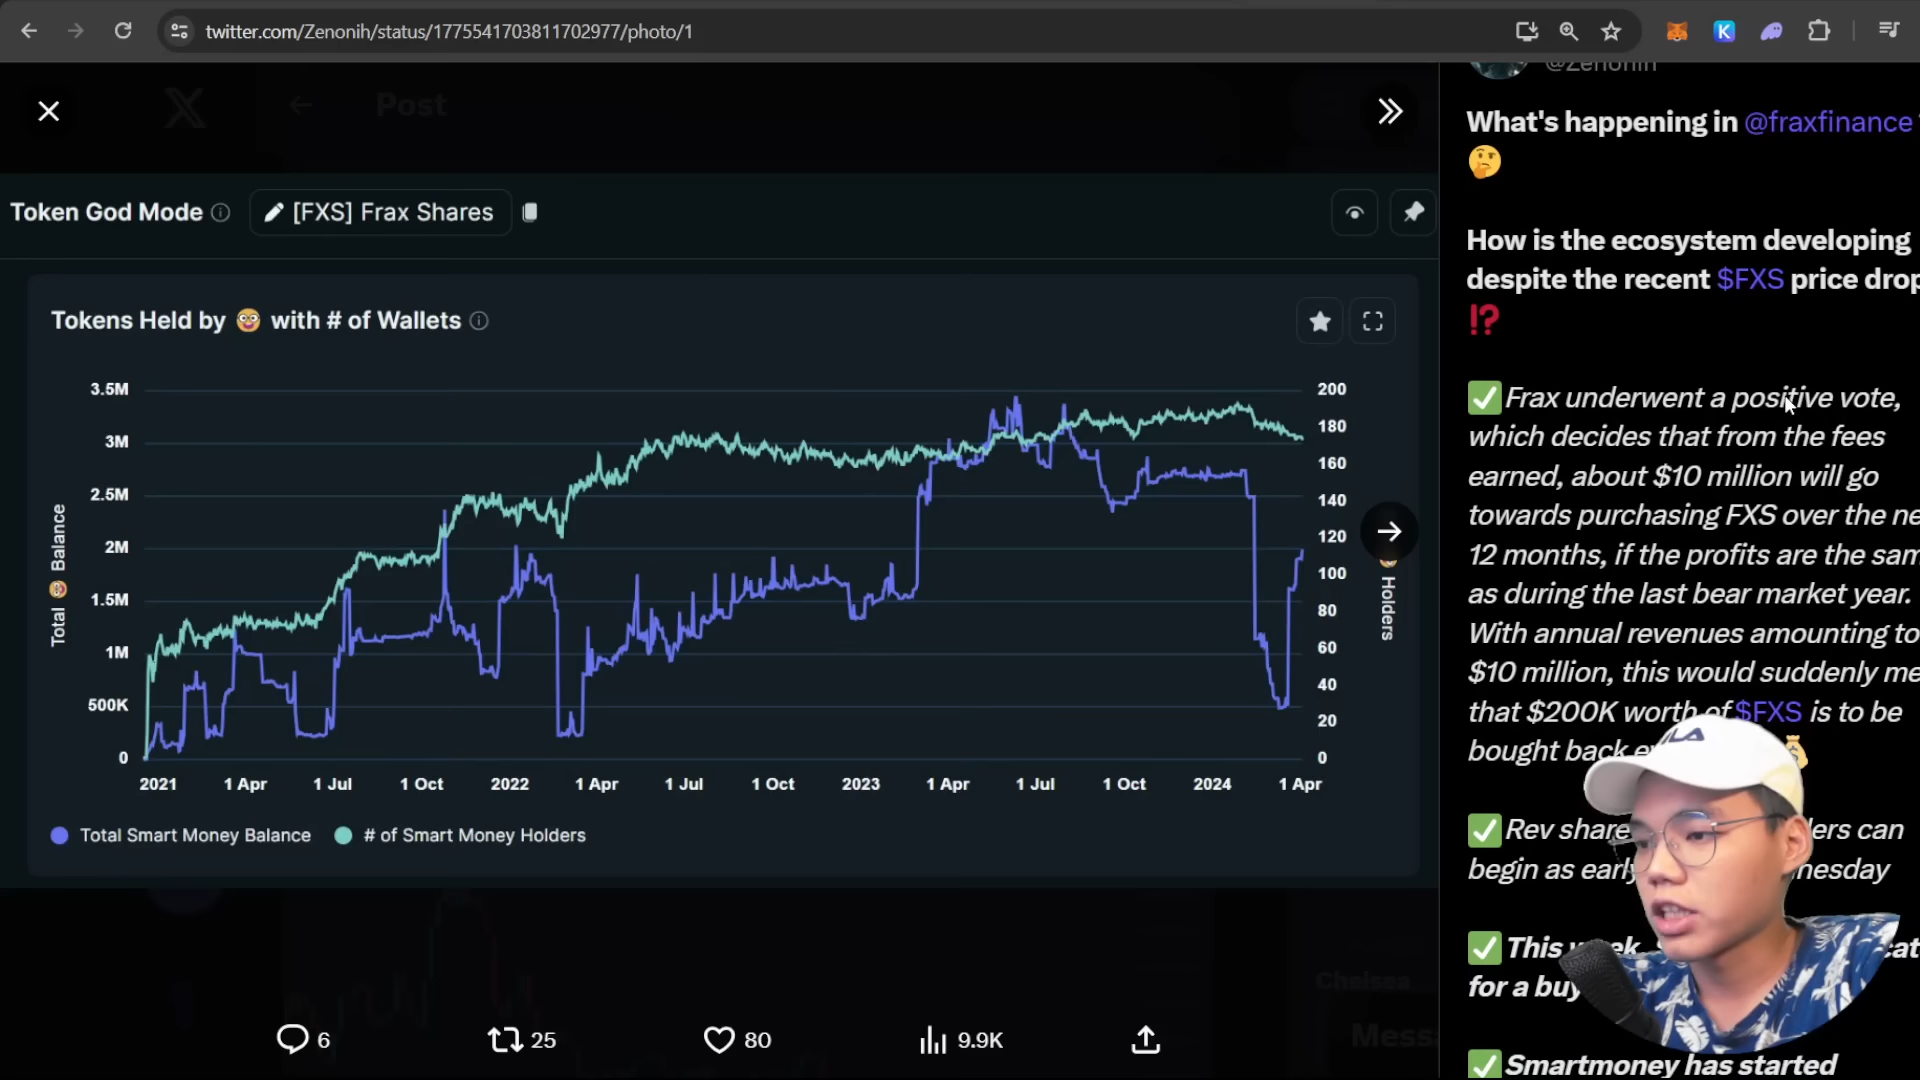 twitter.com/Zenonih/status/1775541703811702977/photo/1
Post
@Zenonih
What's happening in @fraxfinance
How is the ecosystem developing
despite the recent $FXS price drop
⁉
Frax underwent a positive vote,
which decides that from the fees
earned, about $10 million will go
towards purchasing FXS over the
12 months, if the profits are the
as during the last bear market year.
With annual revenues amounting to
$10 million, this would suddenly
that $200K worth of $FXS is to be
bought back
Rev share can
begin as early
This week
for a buy
Smartmoney has started
Token God Mode
[FXS] Frax Shares
Tokens Held by with # of Wallets
3.5M
3M
2.5M
2M
1.5M
1M
500K
0
Total Balance
200
180
160
140
120
100
80
60
40
20
0
Holders
2021 1 Apr 1 Jul 1 Oct 2022 1 Apr 1 Jul 1 Oct 2023 1 Apr 1 Jul 1 Oct 2024 1 Apr
Total Smart Money Balance # of Smart Money Holders
Chelsea
6 25 80 9.9K